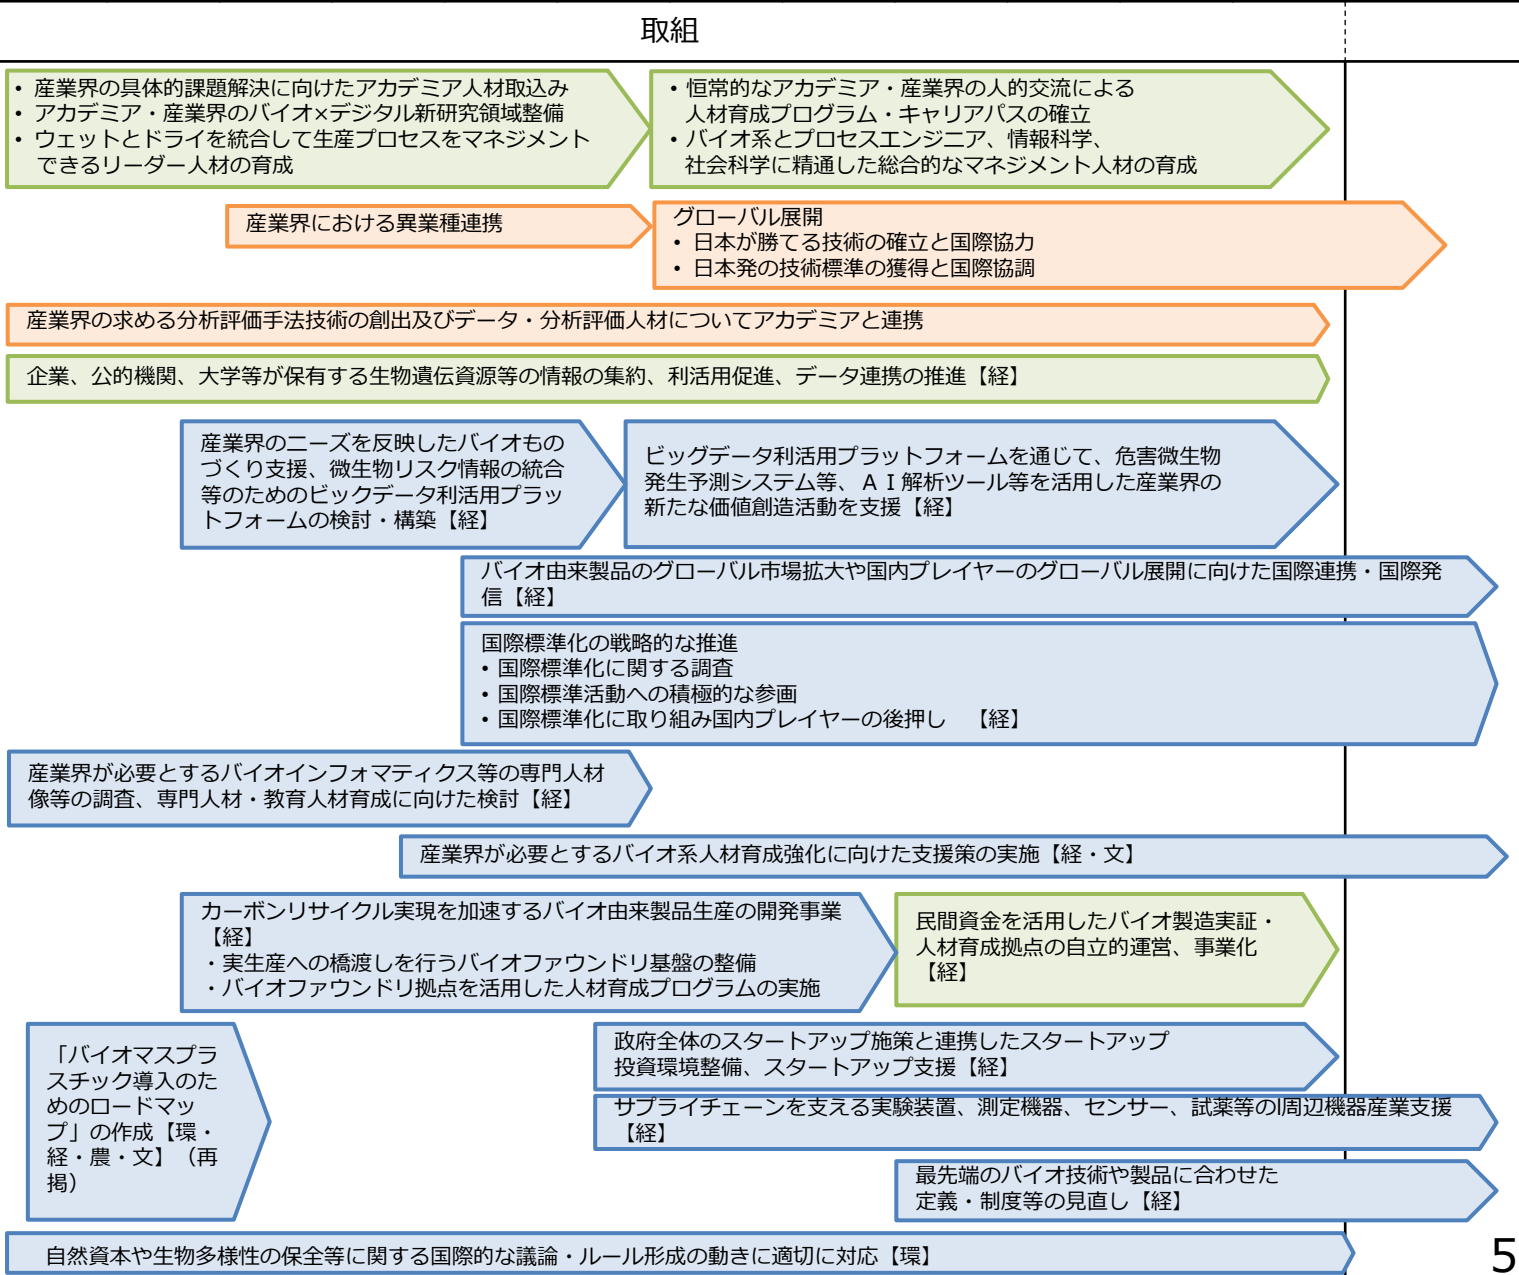 取組
• 産業界の具体的課題解決に向けたアカデミア人材取込み
• アカデミア・産業界のバイオ×デジタル新研究領域整備
• ウェットとドライを統合して生産プロセスをマネジメント
できるリーダー人材の育成
• 恒常的なアカデミア・産業界の人的交流による
人材育成プログラム・キャリアパスの確立
• バイオ系とプロセスエンジニア、情報科学、
社会科学に精通した総合的なマネジメント人材の育成
産業界における異業種連携
グローバル展開
• 日本が勝てる技術の確立と国際協力
• 日本発の技術標準の獲得と国際協調
産業界の求める分析評価手法技術の創出及びデータ・分析評価人材についてアカデミアと連携
企業、公的機関、大学等が保有する生物遺伝資源等の情報の集約、利活用促進、データ連携の推進【経】
産業界のニーズを反映したバイオもの
づくり支援、微生物リスク情報の統合
等のためのビックデータ利活用プラッ
トフォームの検討・構築【経】
ビッグデータ利活用プラットフォームを通じて、危害微生物
発生予測システム等、ＡＩ解析ツール等を活用した産業界の
新たな価値創造活動を支援【経】
バイオ由来製品のグローバル市場拡大や国内プレイヤーのグローバル展開に向けた国際連携・国際発
信【経】
国際標準化の戦略的な推進
• 国際標準化に関する調査
• 国際標準活動への積極的な参画
• 国際標準化に取り組み国内プレイヤーの後押し　【経】
産業界が必要とするバイオインフォマティクス等の専門人材
像等の調査、専門人材・教育人材育成に向けた検討【経】
産業界が必要とするバイオ系人材育成強化に向けた支援策の実施【経・文】
カーボンリサイクル実現を加速するバイオ由来製品生産の開発事業
【経】
・実生産への橋渡しを行うバイオファウンドリ基盤の整備
・バイオファウンドリ拠点を活用した人材育成プログラムの実施
民間資金を活用したバイオ製造実証・
人材育成拠点の自立的運営、事業化
【経】
「バイオマスプラ
スチック導入のた
めのロードマッ
プ」の作成【環・
経・農・文】（再
掲）
政府全体のスタートアップ施策と連携したスタートアップ
投資環境整備、スタートアップ支援【経】
サプライチェーンを支える実験装置、測定機器、センサー、試薬等のl周辺機器産業支援
【経】
最先端のバイオ技術や製品に合わせた
定義・制度等の見直し【経】
自然資本や生物多様性の保全等に関する国際的な議論・ルール形成の動きに適切に対応【環】
5